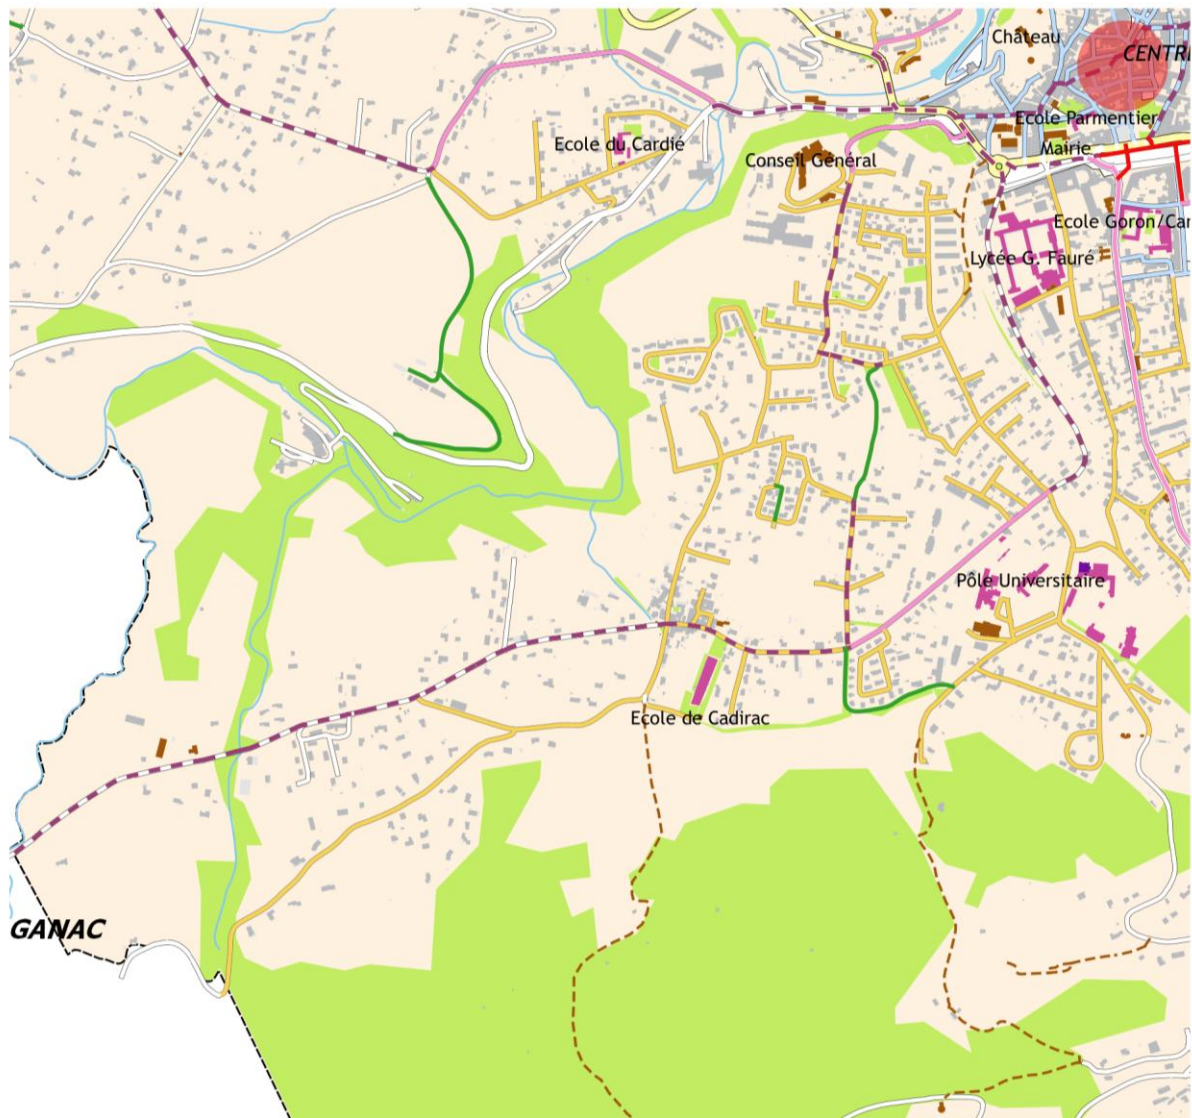 Château
CENTR
Ecole Parmentier
Ecole du Cardié
Mairie
Conseil Général
Ecole Goron/Car
Lycée G. Fauré
Pôle Universitaire
Ecole de Cadirac
GANAC